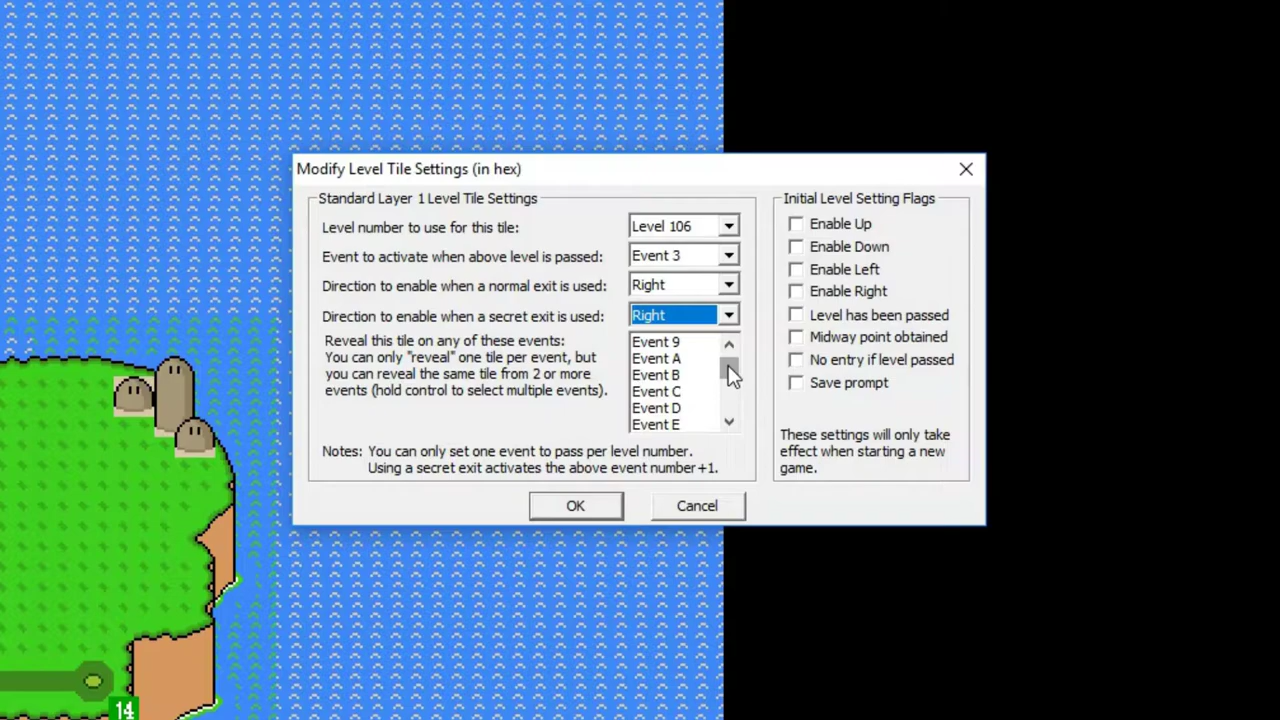 Modify Level Tile Settings (in hex)
Standard Layer 1 Level Tile Settings
Level number to use for this tile:
Level 106
Event to activate when above level is passed:
Event 3
Direction to enable when a normal exit is used:
Right
Direction to enable when a secret exit is used:
Right
Reveal this tile on any of these events:
You can only "reveal" one tile per event, but
you can reveal the same tile from 2 or more
events (hold control to select multiple events).
Event 9
Event A
Event B
Event C
Event D
Event E
Notes: You can only set one event to pass per level number.
Using a secret exit activates the above event number+1.
Initial Level Setting Flags
Enable Up
Enable Down
Enable Left
Enable Right
Level has been passed
Midway point obtained
No entry if level passed
Save prompt
These settings will only take
effect when starting a new
game.
OK
Cancel
14